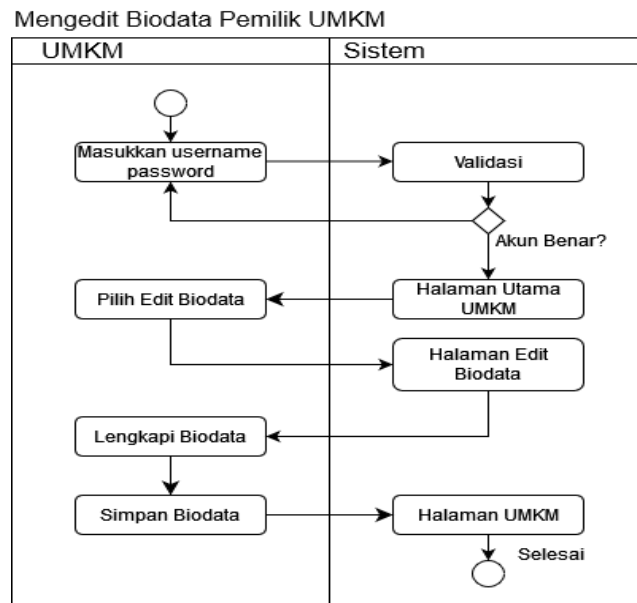 Mengedit Biodata Pemilik UMKM
UMKM
Sistem
Masukkan username
password
Validasi
Akun Benar?
Halaman Utama
UMKM
Pilih Edit Biodata
Halaman Edit
Biodata
Lengkapi Biodata
Simpan Biodata
Halaman UMKM
Selesai